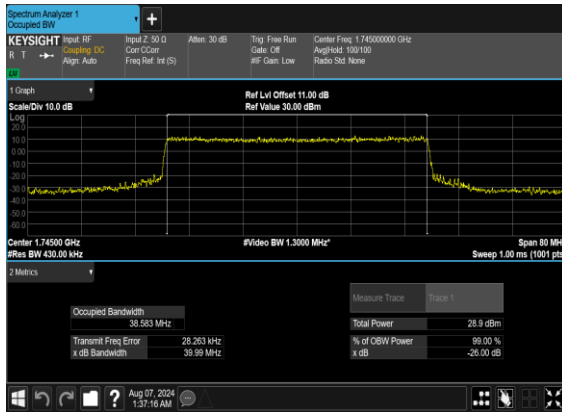 Spectrum Analyzer 1
Occupied BW
KEYSIGHT
R T
Input: RF
Coupling: DC
Align: Auto
Input Z: 50 Ω
Corr CCorr
Freq Ref: Int (S)
Atten: 30 dB
Trig: Free Run
Gate: Off
#IF Gain: Low
Center Freq: 1.745000000 GHz
Avg|Hold: 100/100
Radio Std: None
1 Graph
Scale/Div 10.0 dB
Ref Lvl Offset 11.00 dB
Ref Value 30.00 dBm
Log
20.0
10.0
0.00
-10.0
-20.0
-30.0
-40.0
-50.0
-60.0
Center 1.74500 GHz
#Res BW 430.00 kHz
#Video BW 1.3000 MHz*
Span 80 MH
Sweep 1.00 ms (1001 pts
2 Metrics
Measure Trace
Trace 1
Occupied Bandwidth
38.583 MHz
Total Power
28.9 dBm
Transmit Freq Error
28.263 kHz
% of OBW Power
99.00 %
x dB Bandwidth
39.99 MHz
x dB
-26.00 dB
?
Aug 07, 2024
1:37:16 AM